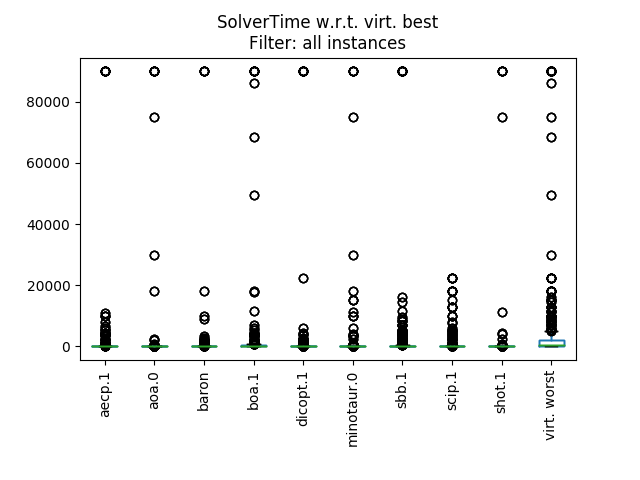 SolverTime w.r.t. virt. best
Filter: all instances
80000
60000
40000
20000
0
aecp.1
aoa.0
baron
boa.1
dicopt.1
minotaur.0
sbb.1
scip.1
shot.1
virt. worst